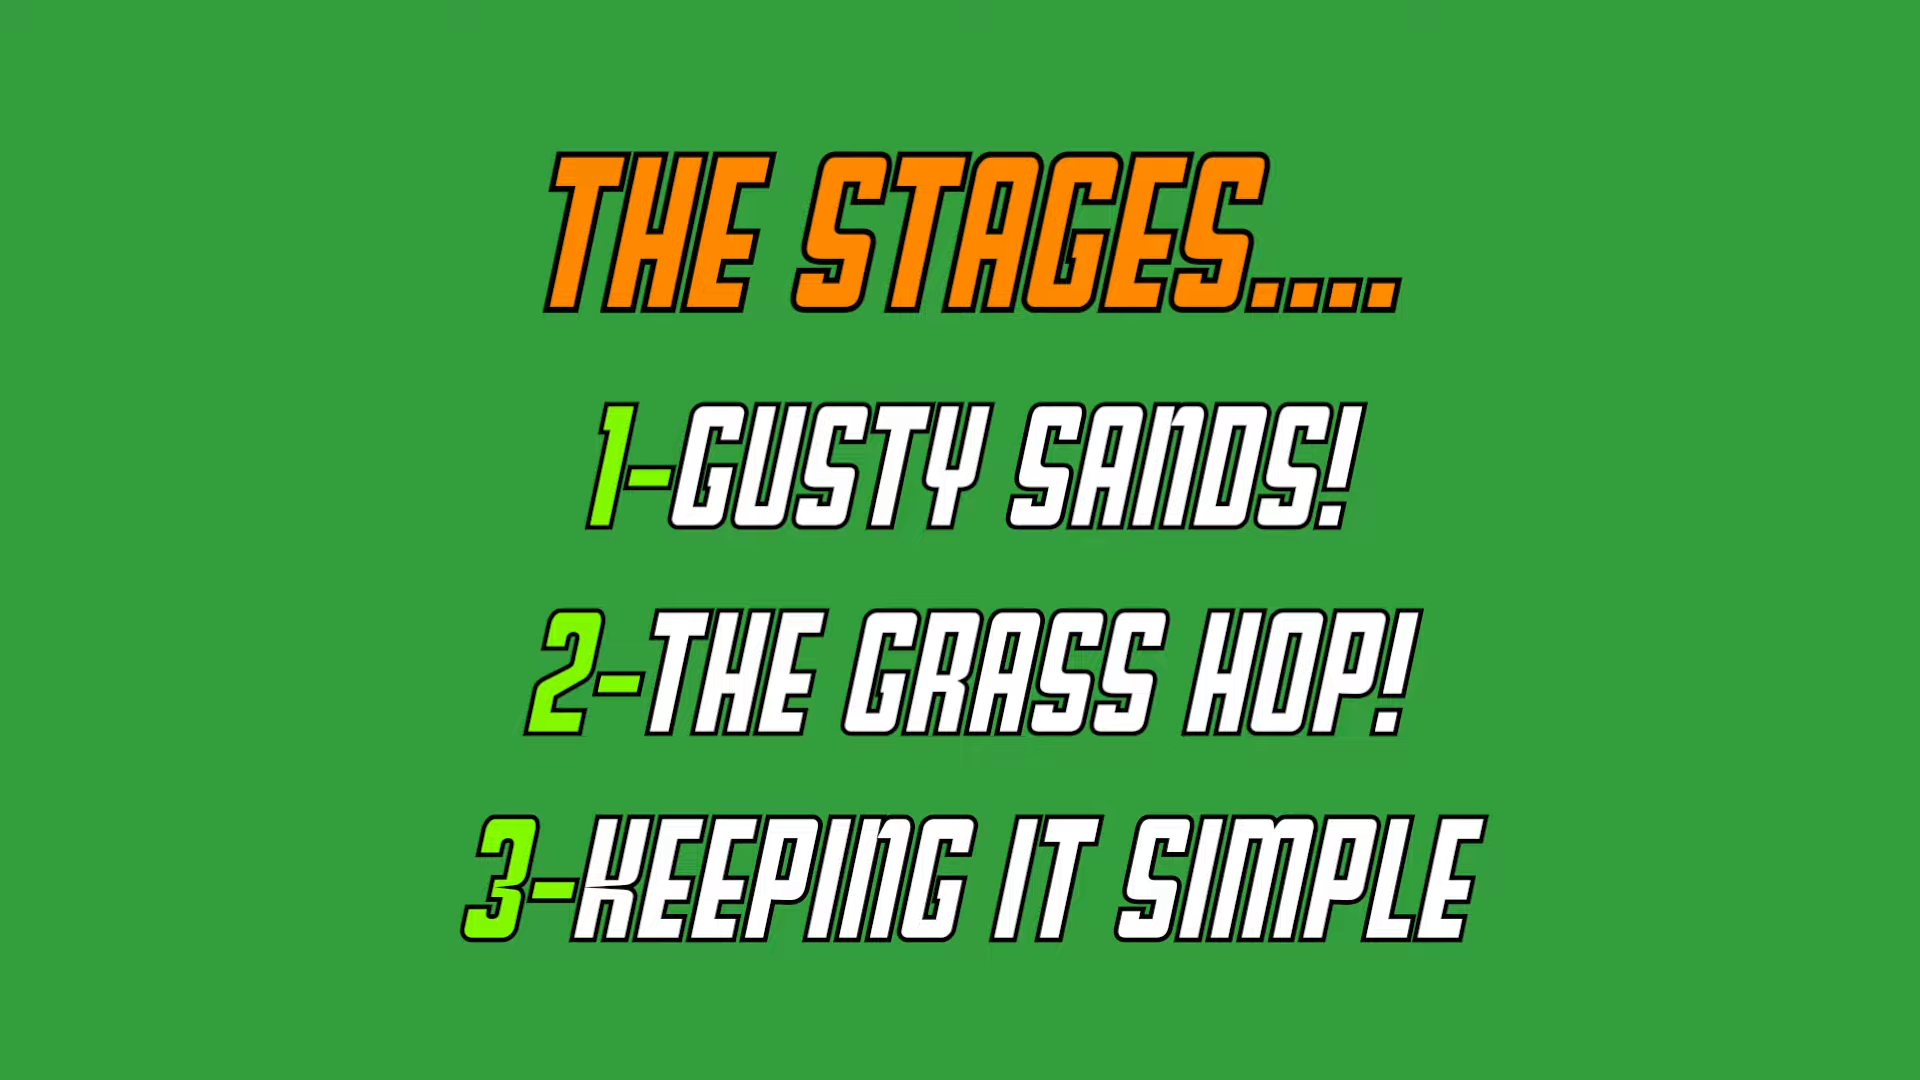 THE STAGES....
1-GUSTY SANDS!
2-THE GRASS HOP!
3-KEEPING IT SIMPLE